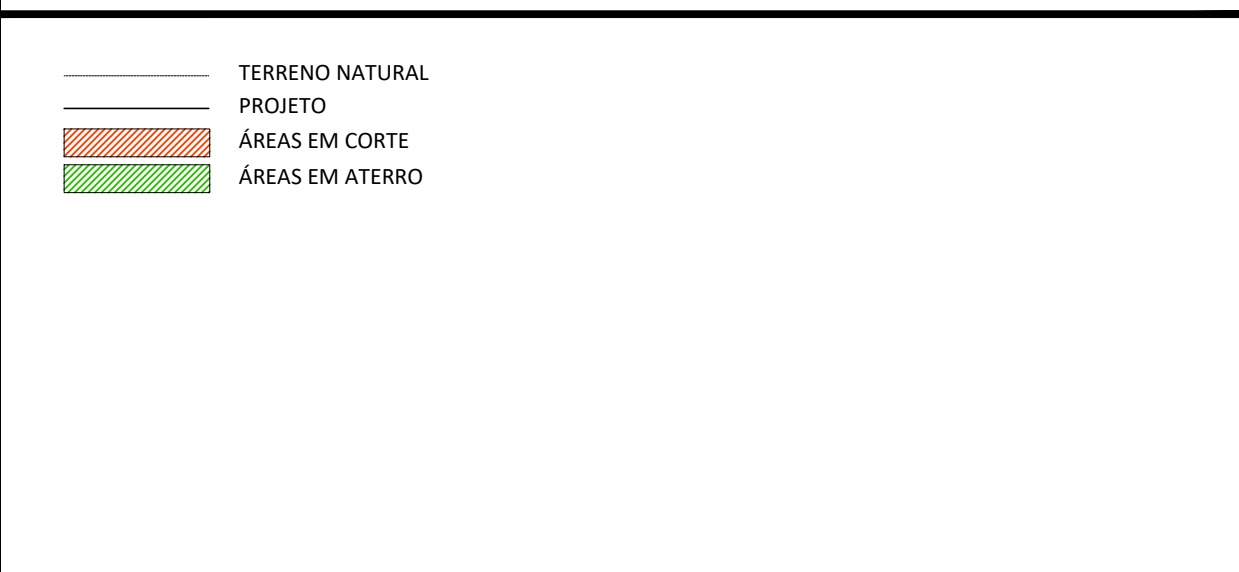 TERRENO NATURAL
PROJETO
ÁREAS EM CORTE
ÁREAS EM ATERRO